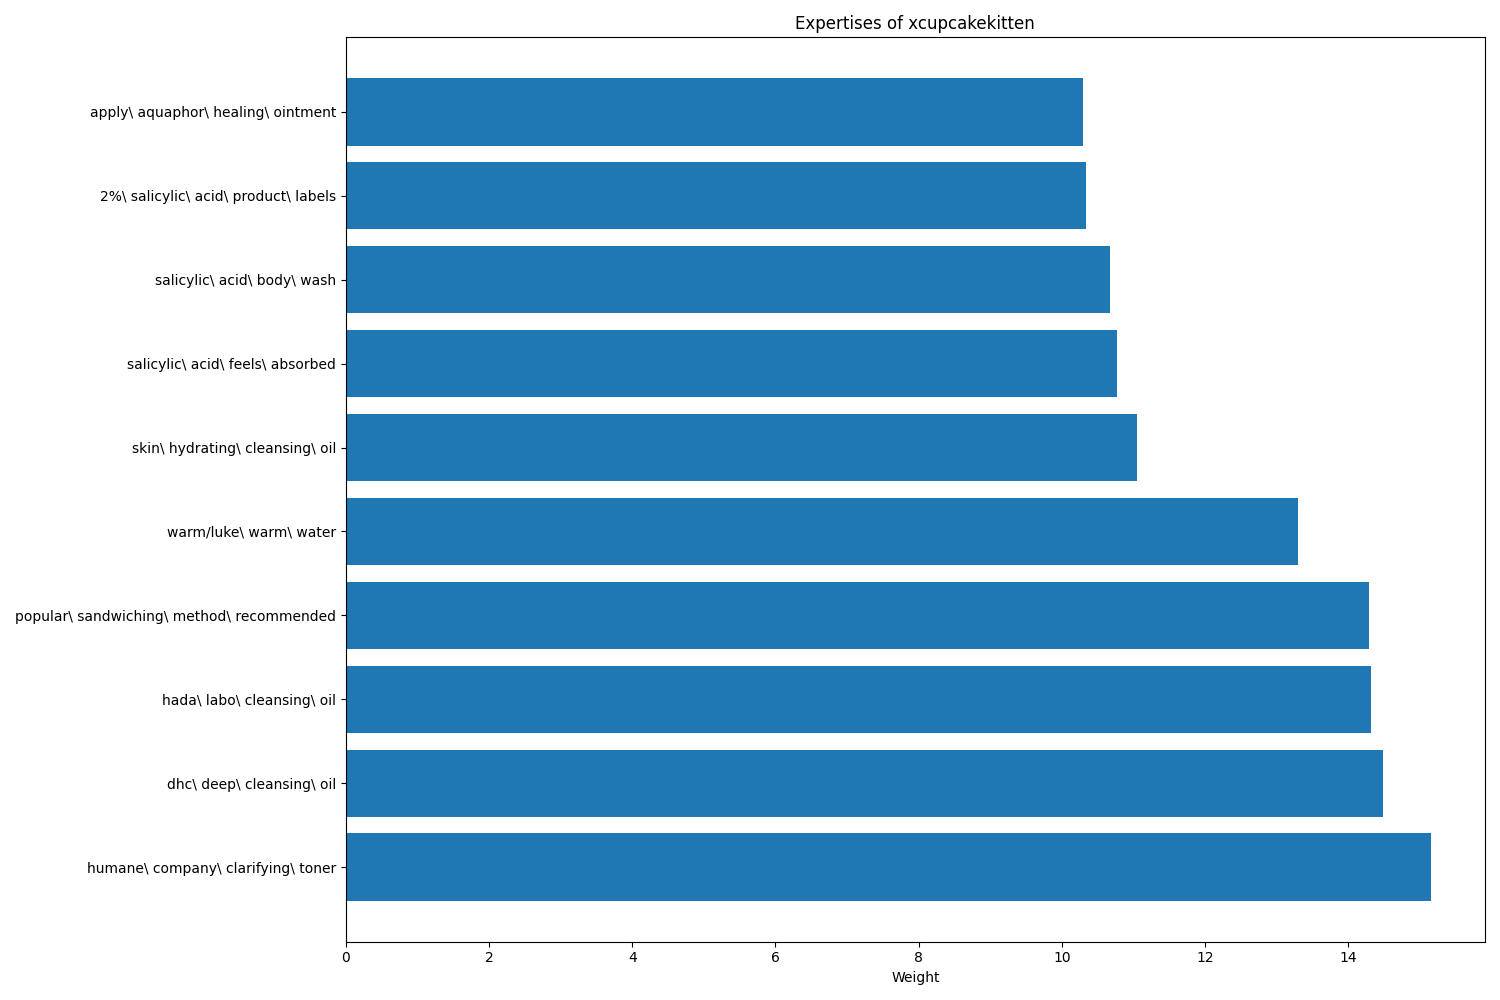 Expertises of xcupcakekitten
apply\ aquaphor\ healing\ ointment
2%\ salicylic\ acid\ product\ labels
salicylic\ acid\ body\ wash
salicylic\ acid\ feels\ absorbed
skin\ hydrating\ cleansing\ oil
warm/luke\ warm\ water
popular\ sandwiching\ method\ recommended
hada\ labo\ cleansing\ oil
dhc\ deep\ cleansing\ oil
humane\ company\ clarifying\ toner
0 2 4 6 8 10 12 14
Weight